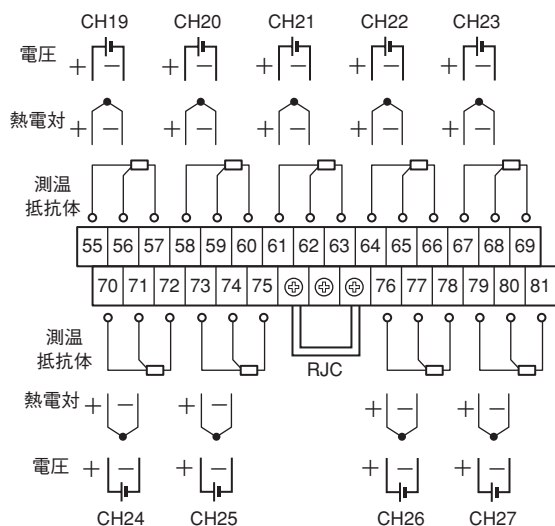 CH19 CH20 CH21 CH22 CH23
電圧 + − + − + − + − + −
熱電対 + − + − + − + − + −
測温
抵抗体
55 56 57 58 59 60 61 62 63 64 65 66 67 68 69
70 71 72 73 74 75 76 77 78 79 80 81
測温
抵抗体
RJC
熱電対 + − + − + − + −
電圧 + − + − + − + −
CH24 CH25 CH26 CH27